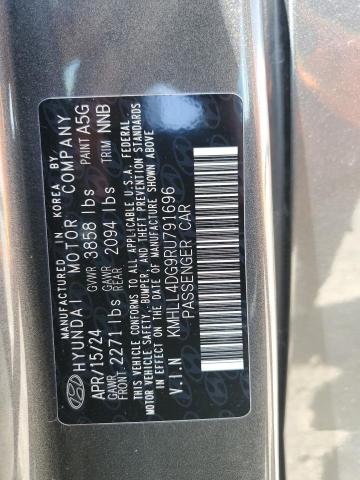 MANUFACTURED IN KOREA BY
HYUNDAI MOTOR COMPANY
APR/15/24 GVWR 3858 lbs PAINT A5G
GAWR FRONT 2271 lbs GAWR REAR 2094 lbs TRIM NNB
THIS VEHICLE CONFORMS TO ALL APPLICABLE U.S.A. FEDERAL
MOTOR VEHICLE SAFETY, BUMPER, AND THEFT PREVENTION STANDARDS
IN EFFECT ON THE DATE OF MANUFACTURE SHOWN ABOVE.
V.I.N KMHLL4DG9RU791696
PASSENGER CAR